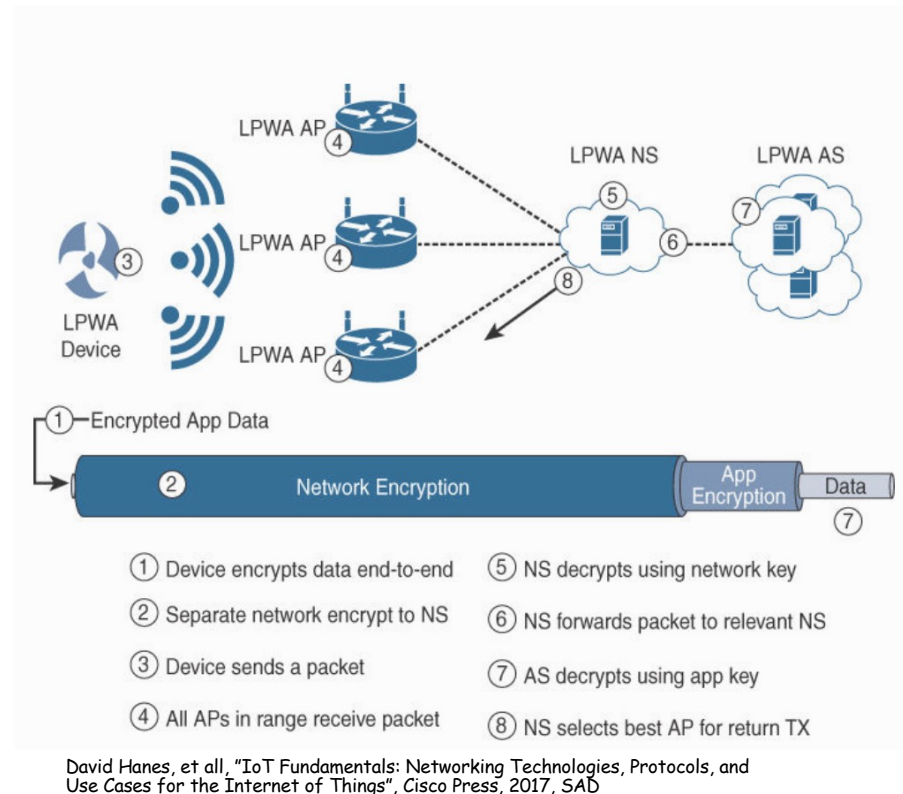 LPWA AP
4
LPWA NS
LPWA AS
5
7
LPWA AP
4
3
6
8
LPWA
Device
LPWA AP
4
1 Encrypted App Data
2 Network Encryption
App
Encryption
Data
7
1 Device encrypts data end-to-end
2 Separate network encrypt to NS
3 Device sends a packet
4 All APs in range receive packet
5 NS decrypts using network key
6 NS forwards packet to relevant NS
7 AS decrypts using app key
8 NS selects best AP for return TX
David Hanes, et all, "IoT Fundamentals: Networking Technologies, Protocols, and
Use Cases for the Internet of Things", Cisco Press, 2017, SAD